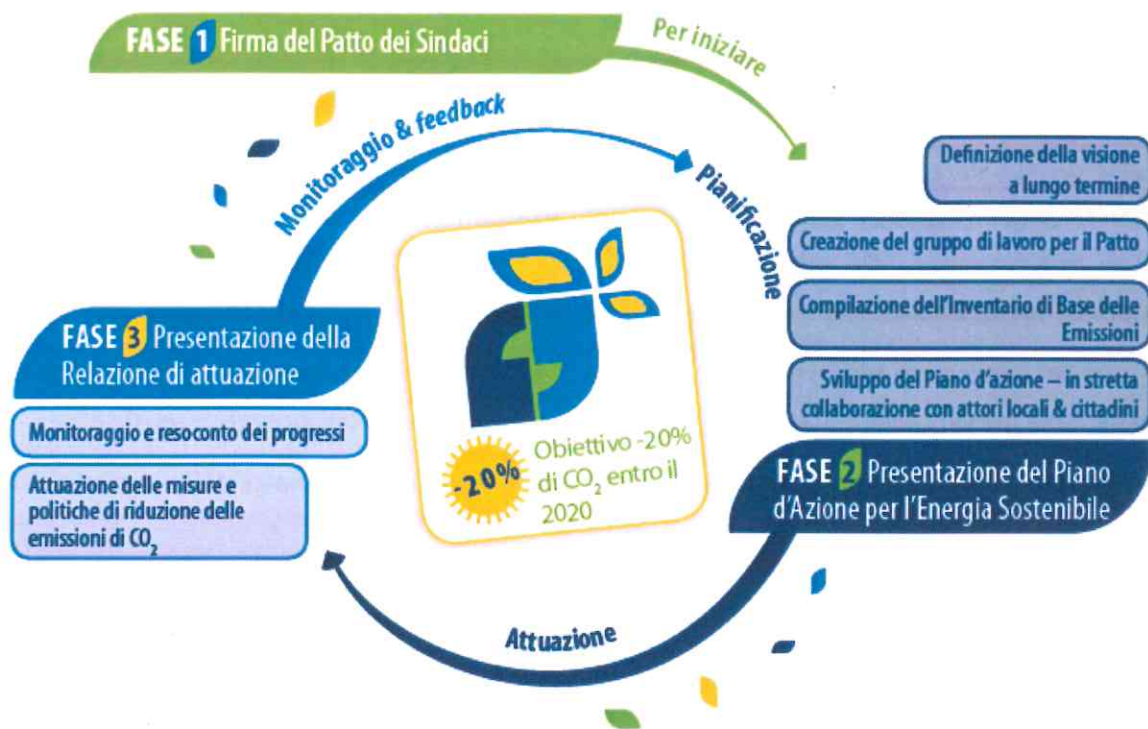 FASE 1 Firma del Patto dei Sindaci
Per iniziare
Monitoraggio & feedback
Pianificazione
Definizione della visione
a lungo termine
Creazione del gruppo di lavoro per il Patto
Compilazione dell'Inventario di Base delle
Emissioni
Sviluppo del Piano d'azione – in stretta
collaborazione con attori locali & cittadini
FASE 2 Presentazione del Piano
d'Azione per l'Energia Sostenibile
Attuazione
FASE 3 Presentazione della
Relazione di attuazione
Monitoraggio e resoconto dei progressi
Attuazione delle misure e
politiche di riduzione delle
emissioni di CO₂
-20%
Obiettivo -20%
di CO₂ entro il
2020